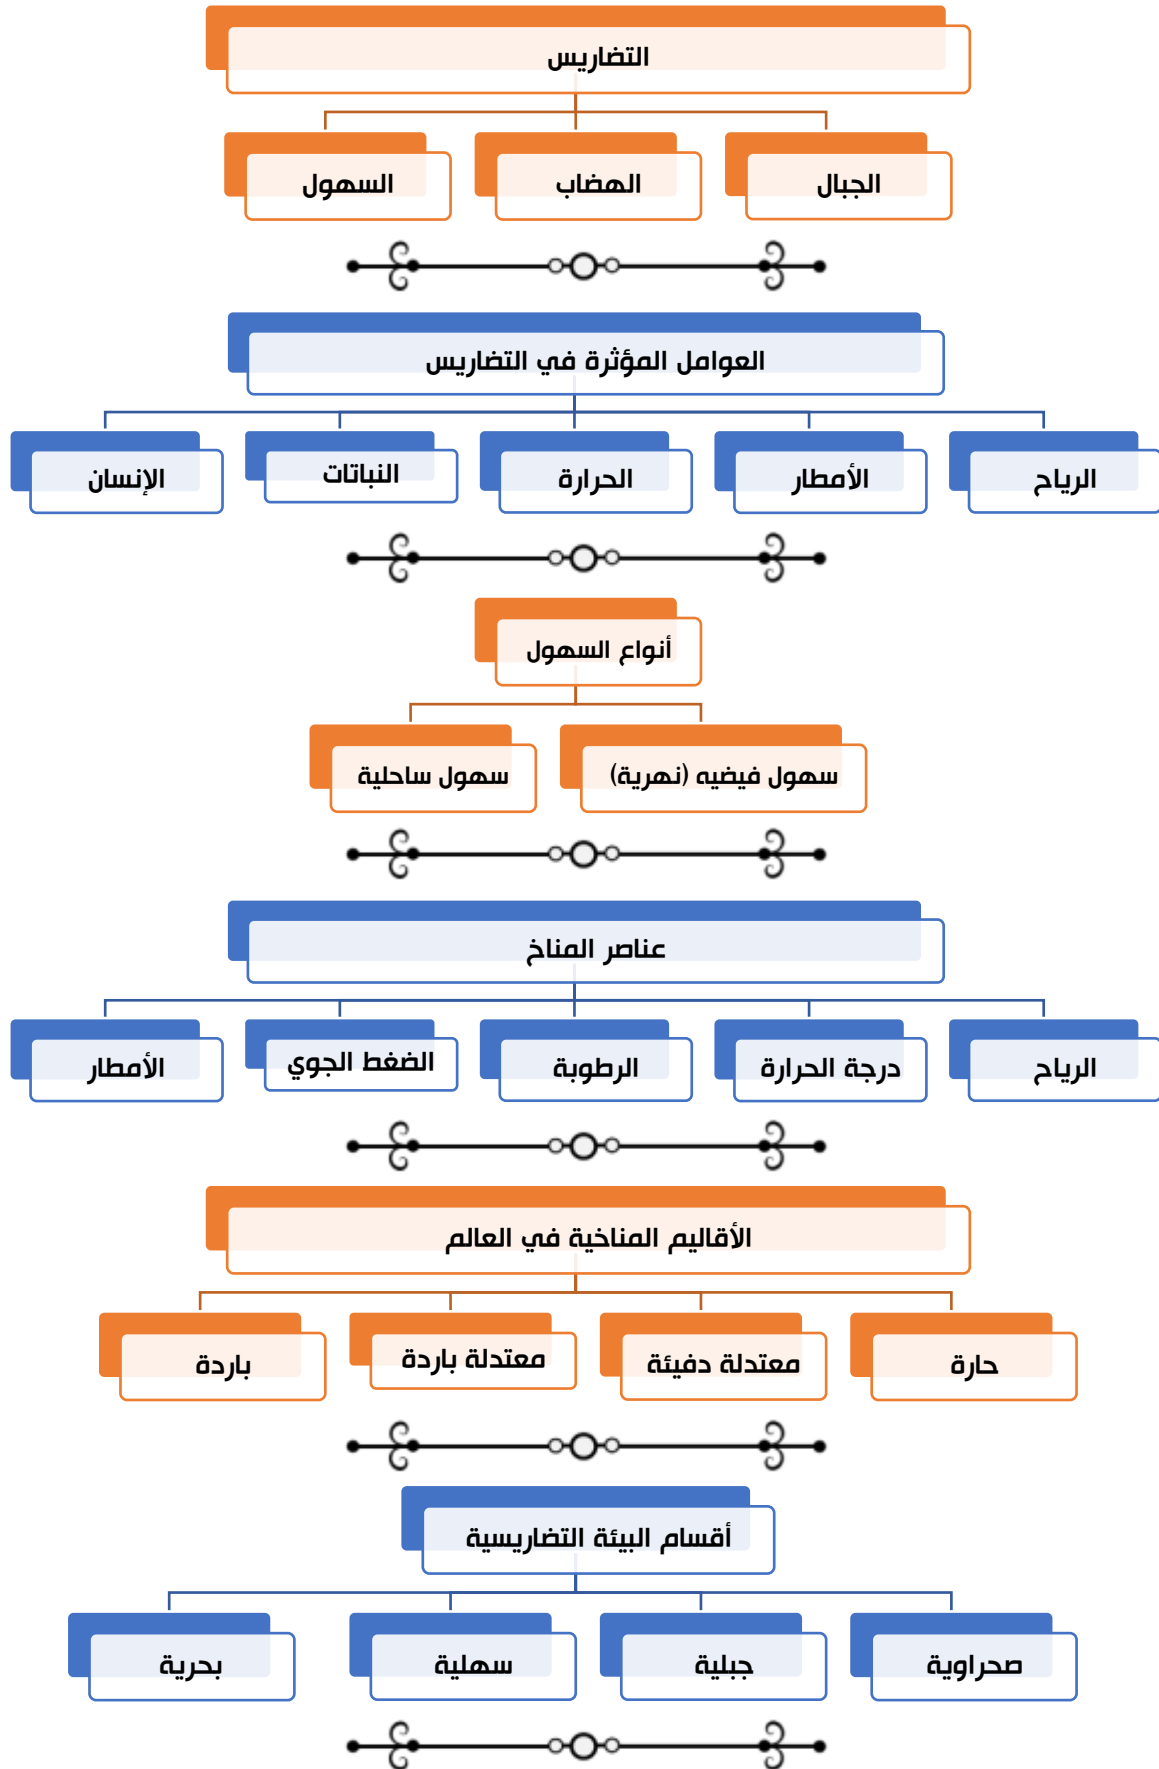 التضاريس
الجبال
الهضاب
السهول
العوامل المؤثرة في التضاريس
الرياح
الأمطار
الحرارة
النباتات
الإنسان
أنواع السهول
سهول فيضيه (نهرية)
سهول ساحلية
عناصر المناخ
الرياح
درجة الحرارة
الرطوبة
الضغط الجوي
الأمطار
الأقاليم المناخية في العالم
حارة
معتدلة دفيئة
معتدلة باردة
باردة
أقسام البيئة التضاريسية
صحراوية
جبلية
سهلية
بحرية